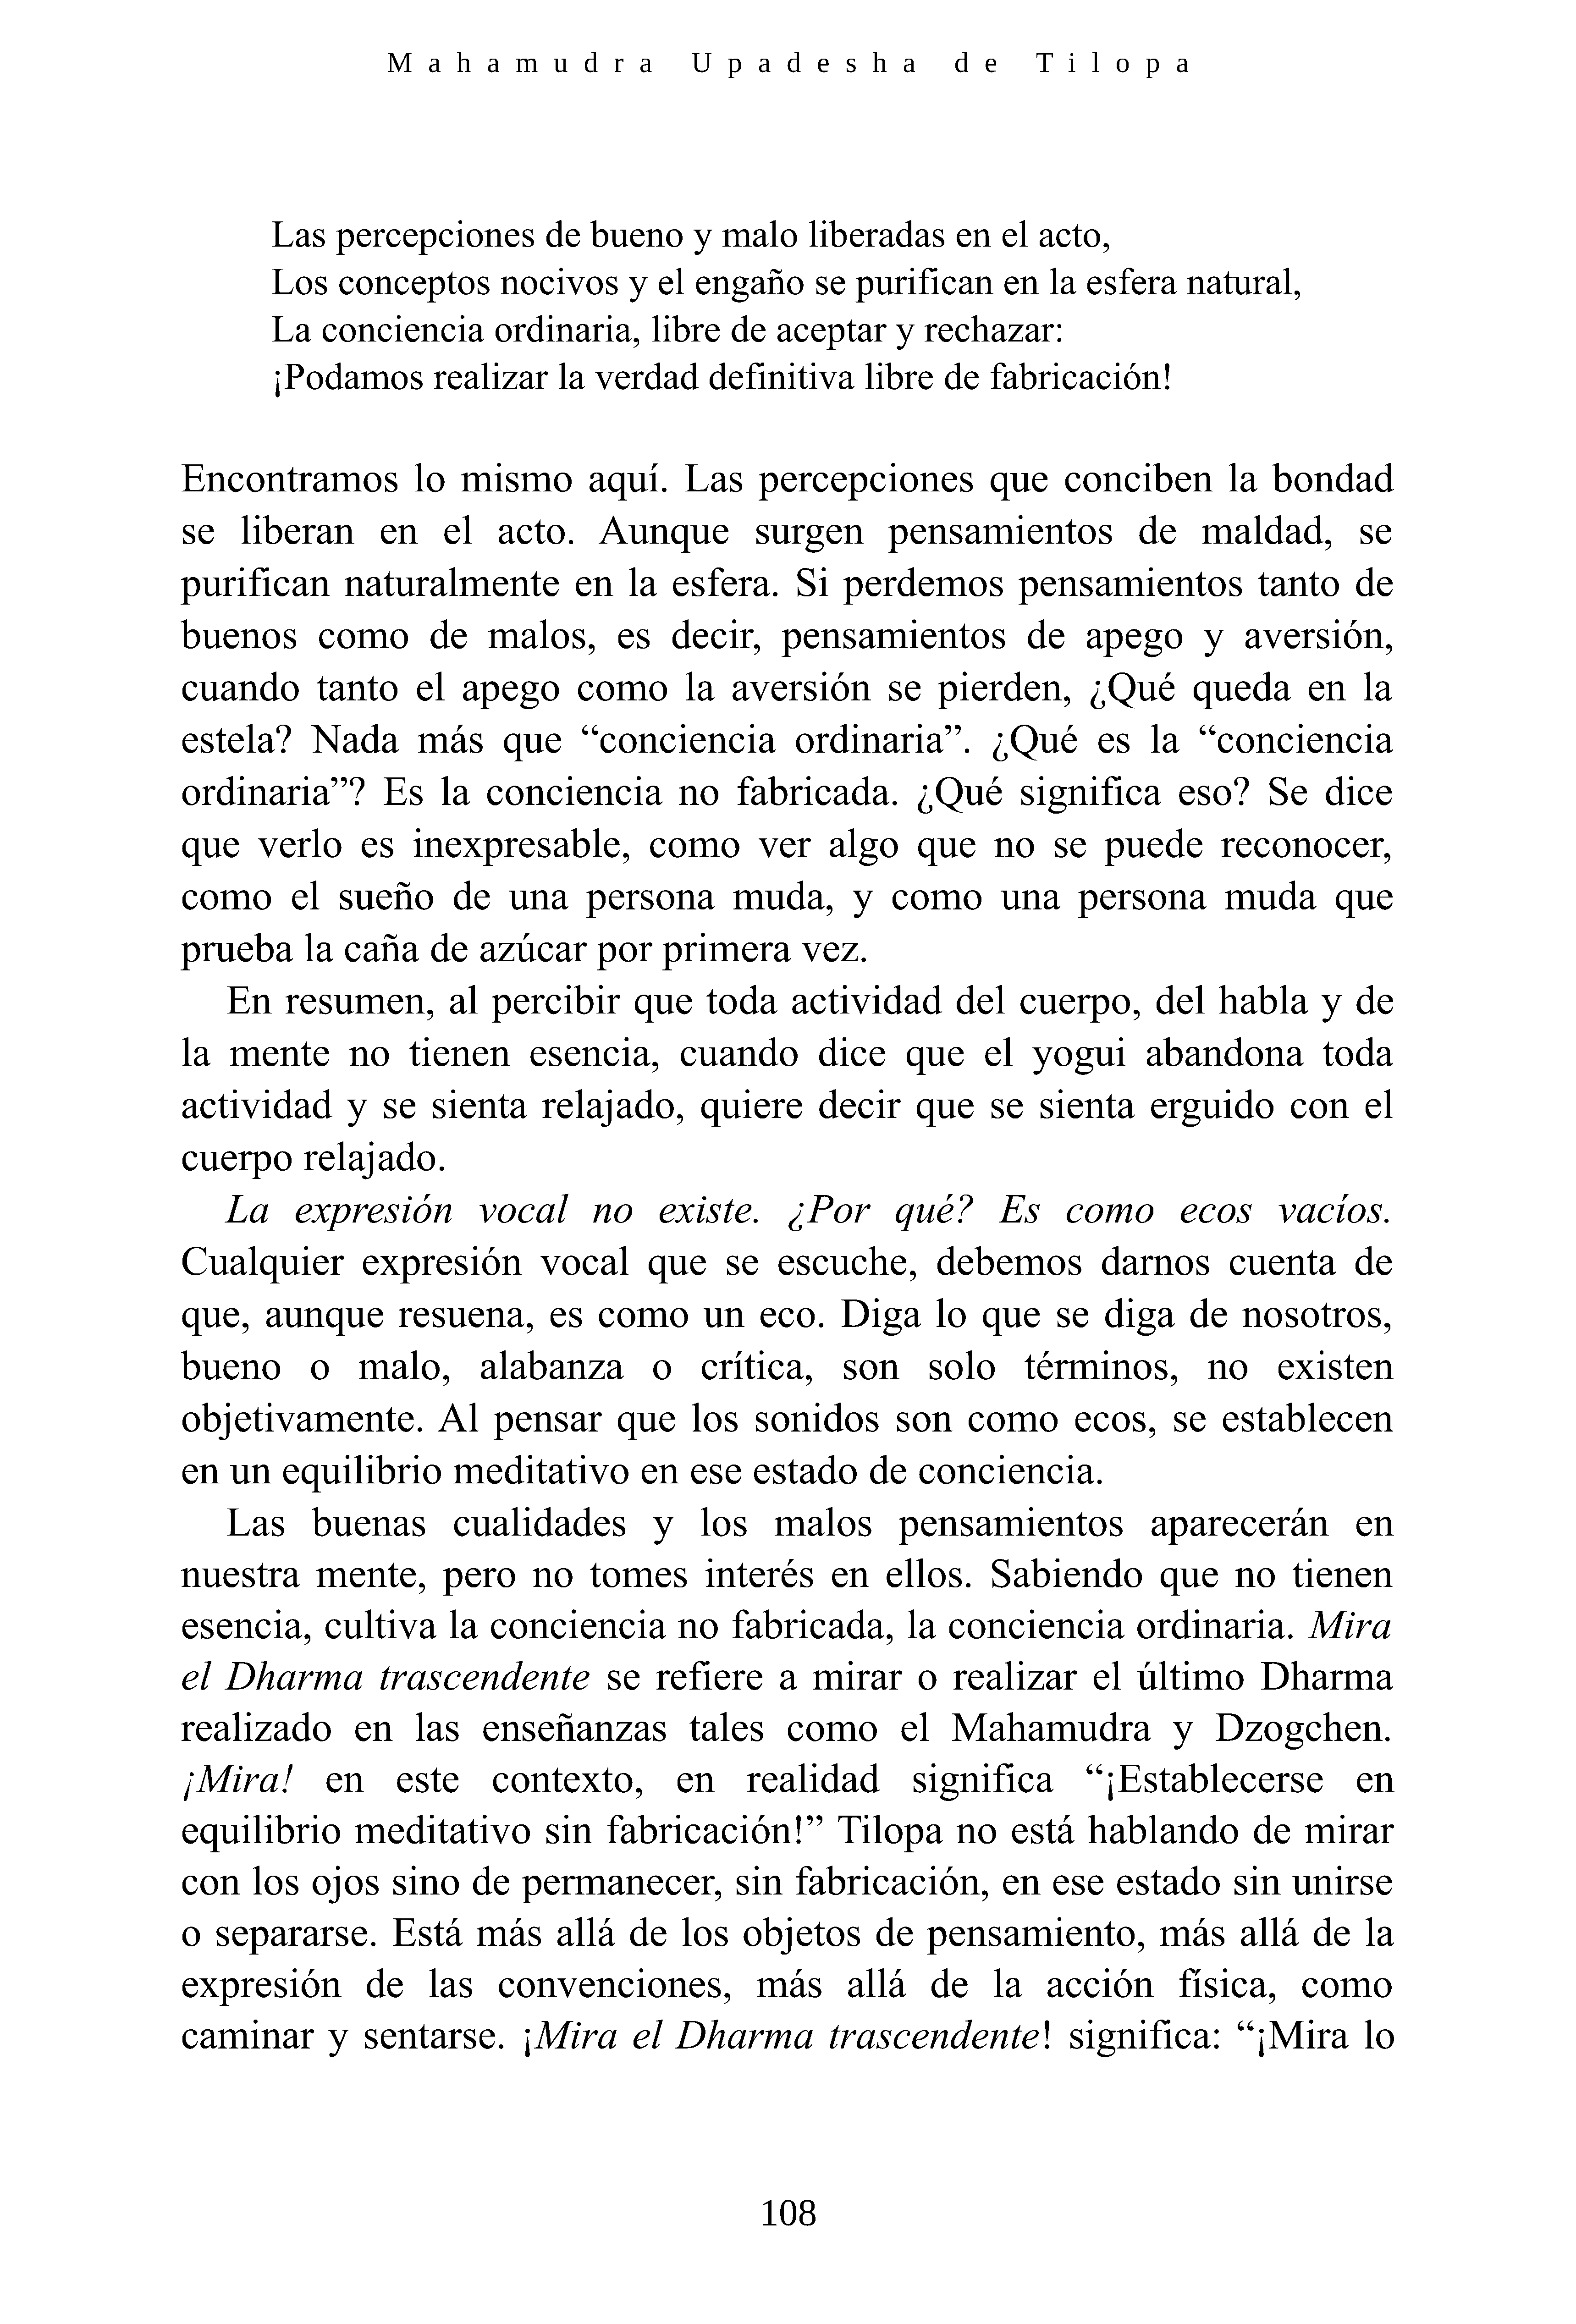 Mahamudra Upadesha de Tilopa
Las percepciones de bueno y malo liberadas en el acto,
Los conceptos nocivos y el engaño se purifican en la esfera natural,
La conciencia ordinaria, libre de aceptar y rechazar:
¡Podamos realizar la verdad definitiva libre de fabricación!
Encontramos lo mismo aquí. Las percepciones que conciben la bondad
se liberan en el acto. Aunque surgen pensamientos de maldad, se
purifican naturalmente en la esfera. Si perdemos pensamientos tanto de
buenos como de malos, es decir, pensamientos de apego y aversión,
cuando tanto el apego como la aversión se pierden, ¿Qué queda en la
estela? Nada más que “conciencia ordinaria”. ¿Qué es la “conciencia
ordinaria”? Es la conciencia no fabricada. ¿Qué significa eso? Se dice
que verlo es inexpresable, como ver algo que no se puede reconocer,
como el sueño de una persona muda, y como una persona muda que
prueba la caña de azúcar por primera vez.
En resumen, al percibir que toda actividad del cuerpo, del habla y de
la mente no tienen esencia, cuando dice que el yogui abandona toda
actividad y se sienta relajado, quiere decir que se sienta erguido con el
cuerpo relajado.
La expresión vocal no existe. ¿Por qué? Es como ecos vacíos.
Cualquier expresión vocal que se escuche, debemos darnos cuenta de
que, aunque resuena, es como un eco. Diga lo que se diga de nosotros,
bueno o malo, alabanza o crítica, son solo términos, no existen
objetivamente. Al pensar que los sonidos son como ecos, se establecen
en un equilibrio meditativo en ese estado de conciencia.
Las buenas cualidades y los malos pensamientos aparecerán en
nuestra mente, pero no tomes interés en ellos. Sabiendo que no tienen
esencia, cultiva la conciencia no fabricada, la conciencia ordinaria. Mira
el Dharma trascendente se refiere a mirar o realizar el último Dharma
realizado en las enseñanzas tales como el Mahamudra y Dzogchen.
¡Mira! en este contexto, en realidad significa “¡Establecerse en
equilibrio meditativo sin fabricación!” Tilopa no está hablando de mirar
con los ojos sino de permanecer, sin fabricación, en ese estado sin unirse
o separarse. Está más allá de los objetos de pensamiento, más allá de la
expresión de las convenciones, más allá de la acción física, como
caminar y sentarse. ¡Mira el Dharma trascendente! significa: “¡Mira lo
108